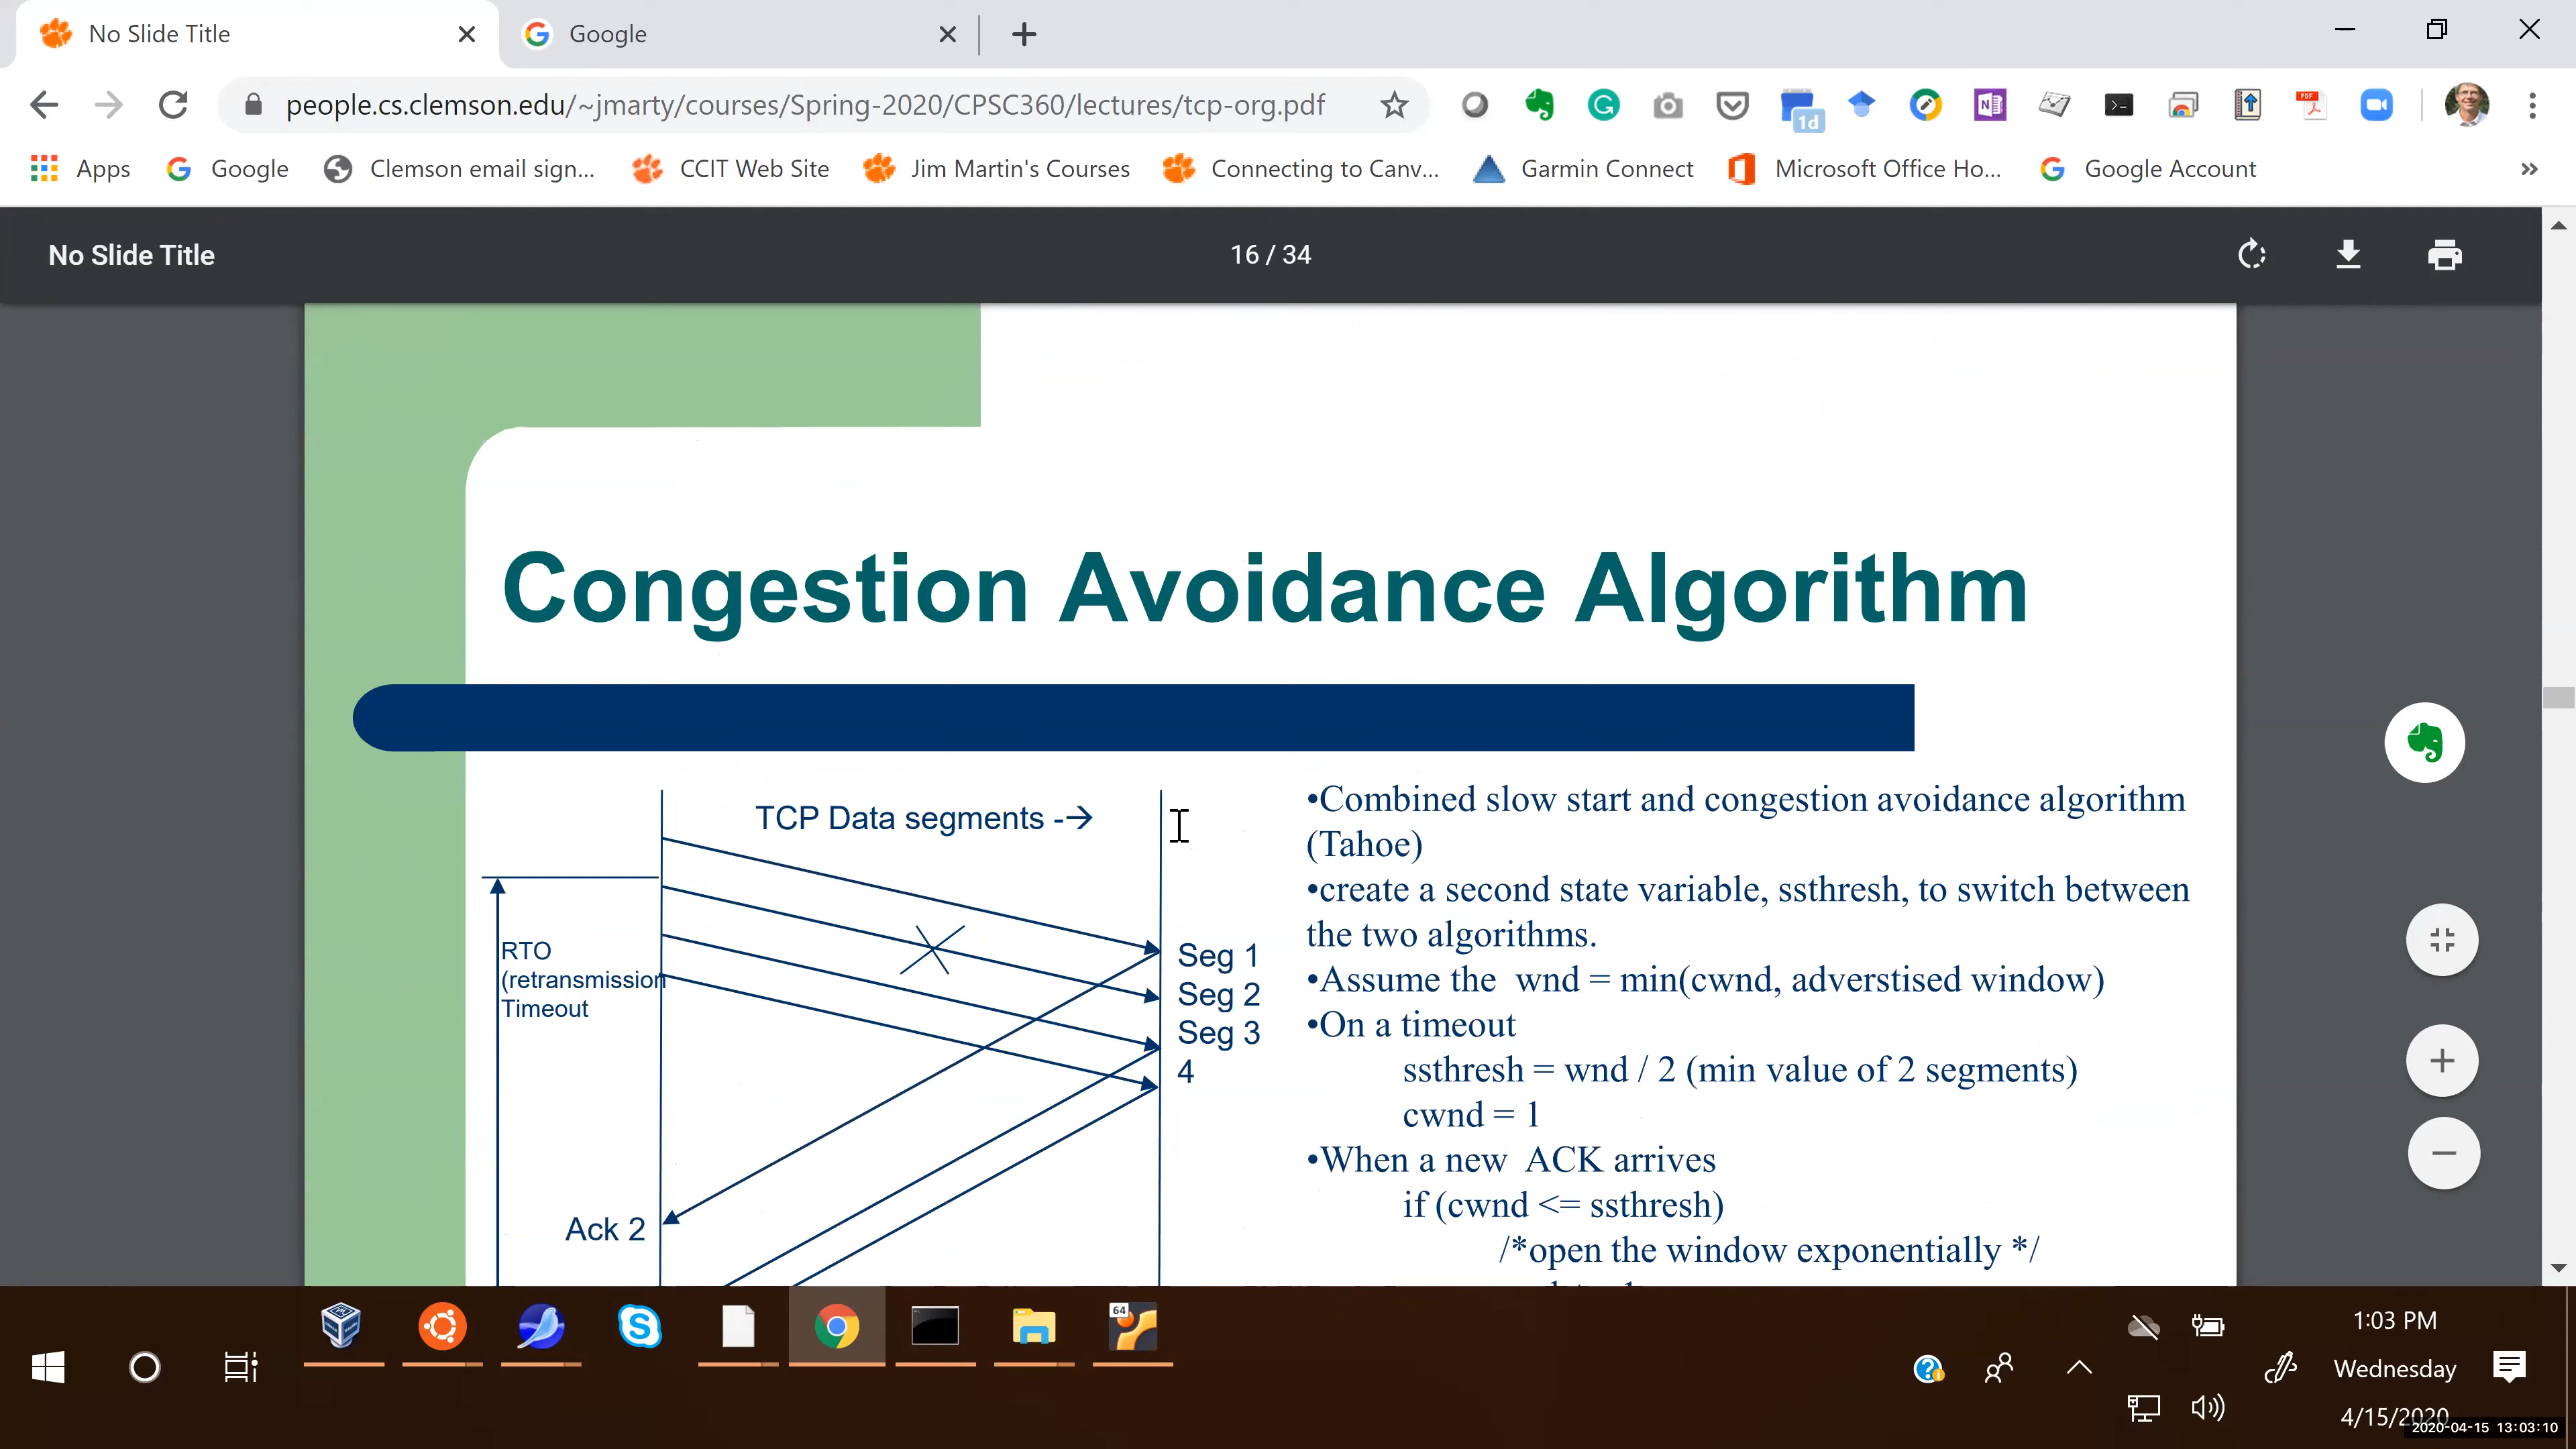 No Slide Title
Google
people.cs.clemson.edu/~jmarty/courses/Spring-2020/CPSC360/lectures/tcp-org.pdf
1d
Apps
Google
Clemson email sign...
CCIT Web Site
Jim Martin's Courses
Connecting to Canv...
Garmin Connect
Microsoft Office Ho...
Google Account
No Slide Title
16 / 34
Congestion Avoidance Algorithm
TCP Data segments -→
RTO
(retransmission
Timeout
Seg 1
Seg 2
Seg 3
4
Ack 2
•Combined slow start and congestion avoidance algorithm
(Tahoe)
•create a second state variable, ssthresh, to switch between
the two algorithms.
•Assume the wnd = min(cwnd, adverstised window)
•On a timeout
ssthresh = wnd / 2 (min value of 2 segments)
cwnd = 1
•When a new ACK arrives
if (cwnd <= ssthresh)
/*open the window exponentially */
64
1:03 PM
Wednesday
4/15/2020
2020-04-15 13:03:10